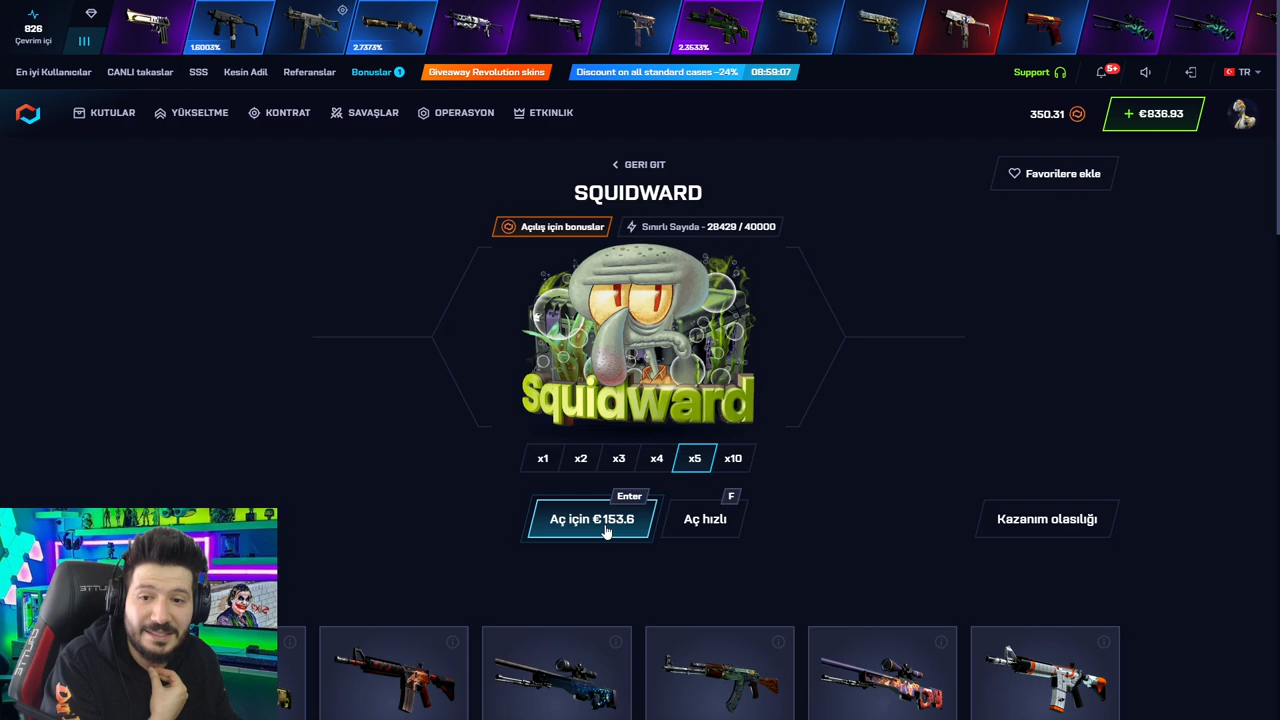 826
Çevrim içi
1.6003%
2.7373%
2.3533%
En iyi Kullanıcılar
CANLI takaslar
SSS
Kesin Adil
Referanslar
Bonuslar 1
Giveaway Revolution skins
Discount on all standard cases -24% 08:59:07
Support
5+
TR
KUTULAR
YÜKSELTME
KONTRAT
SAVAŞLAR
OPERASYON
ETKINLIK
350.31
+ €836.93
GERI GIT
SQUIDWARD
Favorilere ekle
Açılış için bonuslar
Sınırlı Sayıda - 28429 / 40000
Squidward
x1
x2
x3
x4
x5
x10
Enter
F
Aç için €153.6
Aç hızlı
Kazanım olasılığı